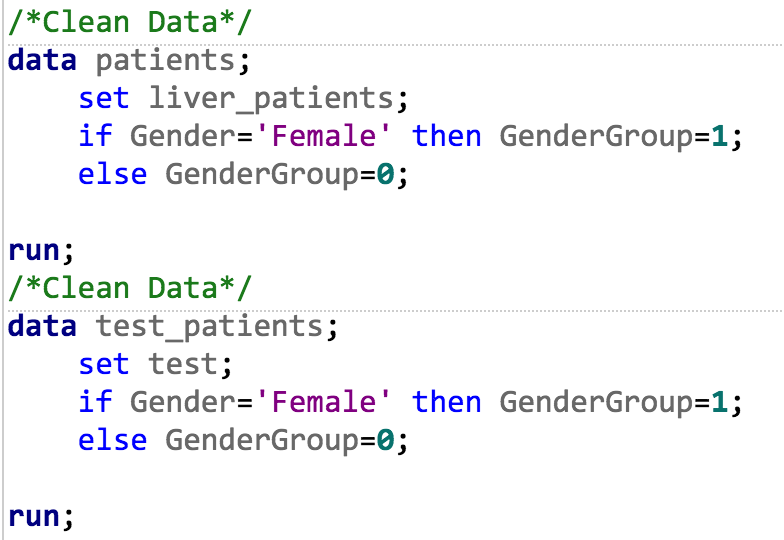 /*Clean Data*/
data patients;
    set liver_patients;
    if Gender='Female' then GenderGroup=1;
    else GenderGroup=0;

run;
/*Clean Data*/
data test_patients;
    set test;
    if Gender='Female' then GenderGroup=1;
    else GenderGroup=0;

run;